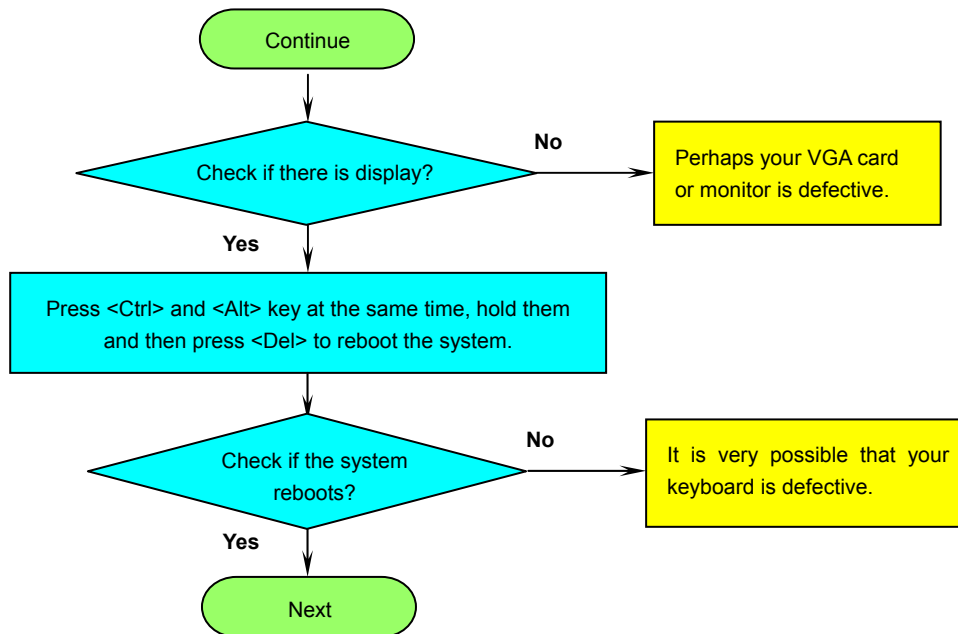 Continue
Check if there is display?
No
Perhaps your VGA card
or monitor is defective.
Yes
Press <Ctrl> and <Alt> key at the same time, hold them
and then press <Del> to reboot the system.
Check if the system
reboots?
No
It is very possible that your
keyboard is defective.
Yes
Next